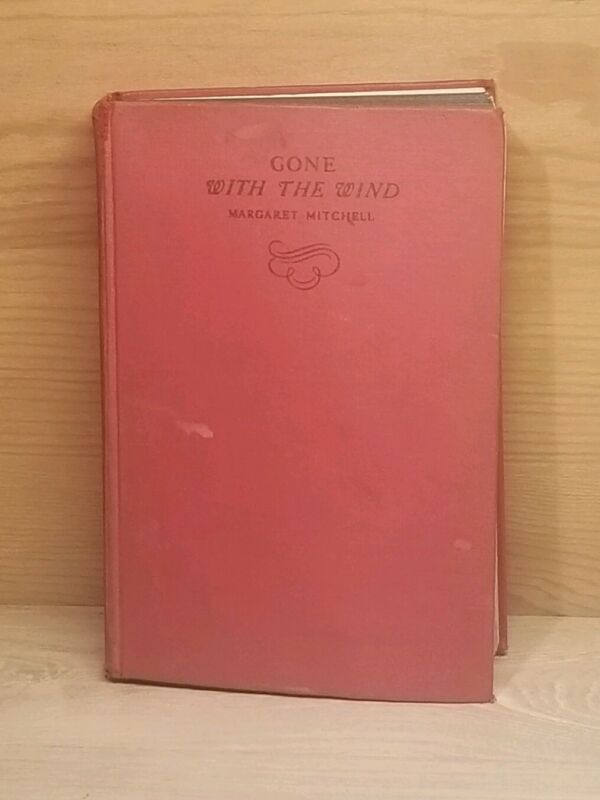 GONE
WITH THE WIND
MARGARET MITCHELL